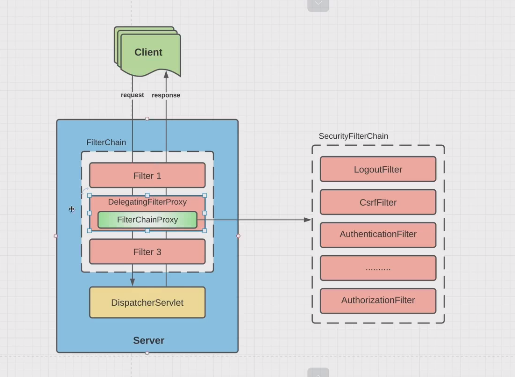 Client
request
response
FilterChain
Filter 1
DelegatingFilterProxy
FilterChainProxy
Filter 3
DispatcherServlet
Server
SecurityFilterChain
LogoutFilter
CsrfFilter
AuthenticationFilter
..........
AuthorizationFilter